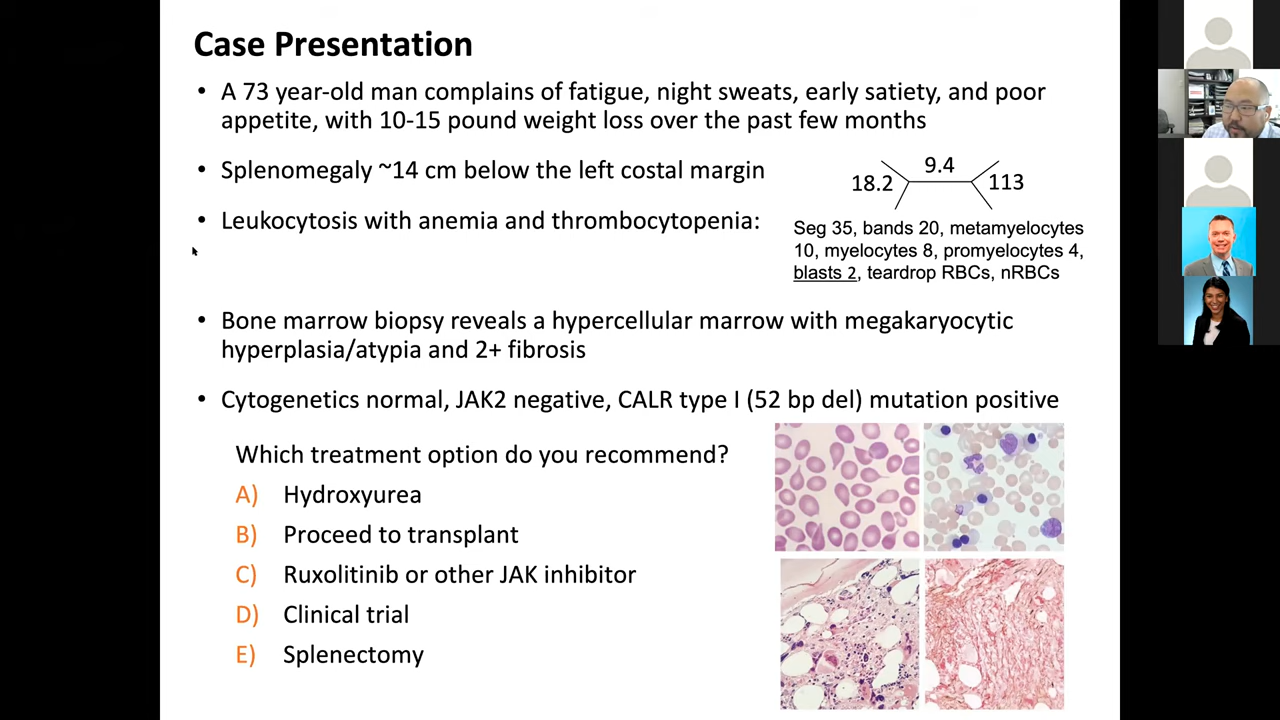 Case Presentation
• A 73 year-old man complains of fatigue, night sweats, early satiety, and poor
appetite, with 10-15 pound weight loss over the past few months
• Splenomegaly ~14 cm below the left costal margin
18.2 9.4 113
• Leukocytosis with anemia and thrombocytopenia:
Seg 35, bands 20, metamyelocytes
10, myelocytes 8, promyelocytes 4,
blasts 2, teardrop RBCs, nRBCs
• Bone marrow biopsy reveals a hypercellular marrow with megakaryocytic
hyperplasia/atypia and 2+ fibrosis
• Cytogenetics normal, JAK2 negative, CALR type I (52 bp del) mutation positive
Which treatment option do you recommend?
A) Hydroxyurea
B) Proceed to transplant
C) Ruxolitinib or other JAK inhibitor
D) Clinical trial
E) Splenectomy